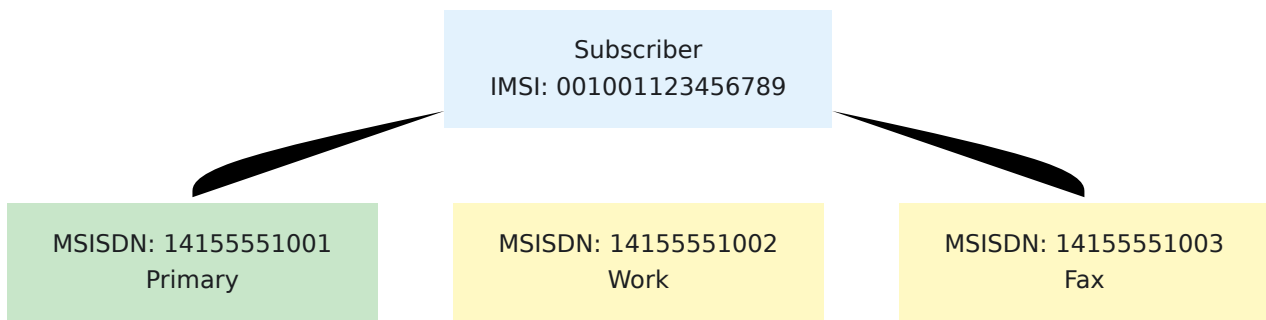 Subscriber
IMSI: 001001123456789
MSISDN: 14155551001
Primary
MSISDN: 14155551002
Work
MSISDN: 14155551003
Fax